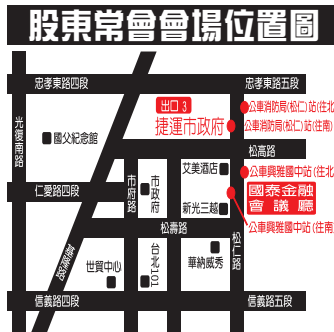 股東常會會場位置圖
忠孝東路四段
忠孝東路五段
公車消防局(松仁)站(往北
出口 3
捷運市政府
公車消防局(松仁)站(往南)
光復南路
國父紀念館
松高路
艾美酒店
公車興雅國中站(往北
仁愛路四段
市府路
市政府
新光三越
國泰金融
會議廳
松壽路
公車興雅國中站(往南
基隆路
世貿中心
台北101
華納威秀
松仁路
信義路四段
信義路五段